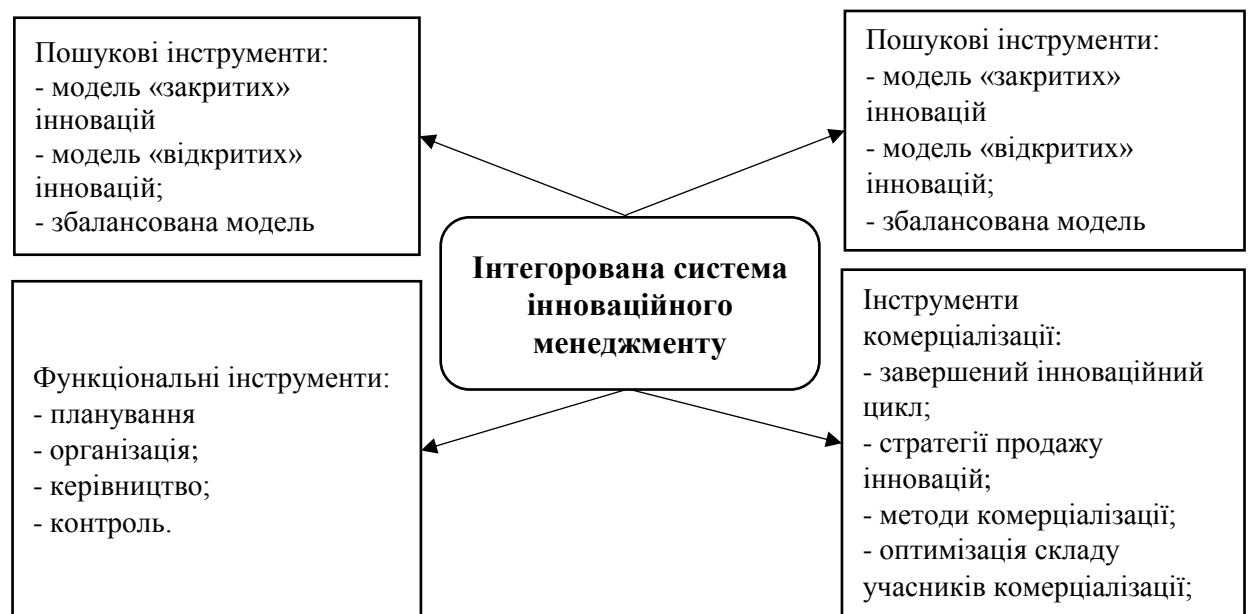 Пошукові інструменти:
- модель «закритих»
інновацій
- модель «відкритих»
інновацій;
- збалансована модель
Пошукові інструменти:
- модель «закритих»
інновацій
- модель «відкритих»
інновацій;
- збалансована модель
Інтегорована система
інноваційного
менеджменту
Функціональні інструменти:
- планування
- організація;
- керівництво;
- контроль.
Інструменти
комерціалізації:
- завершений інноваційний
цикл;
- стратегії продажу
інновацій;
- методи комерціалізації;
- оптимізація складу
учасників комерціалізації;